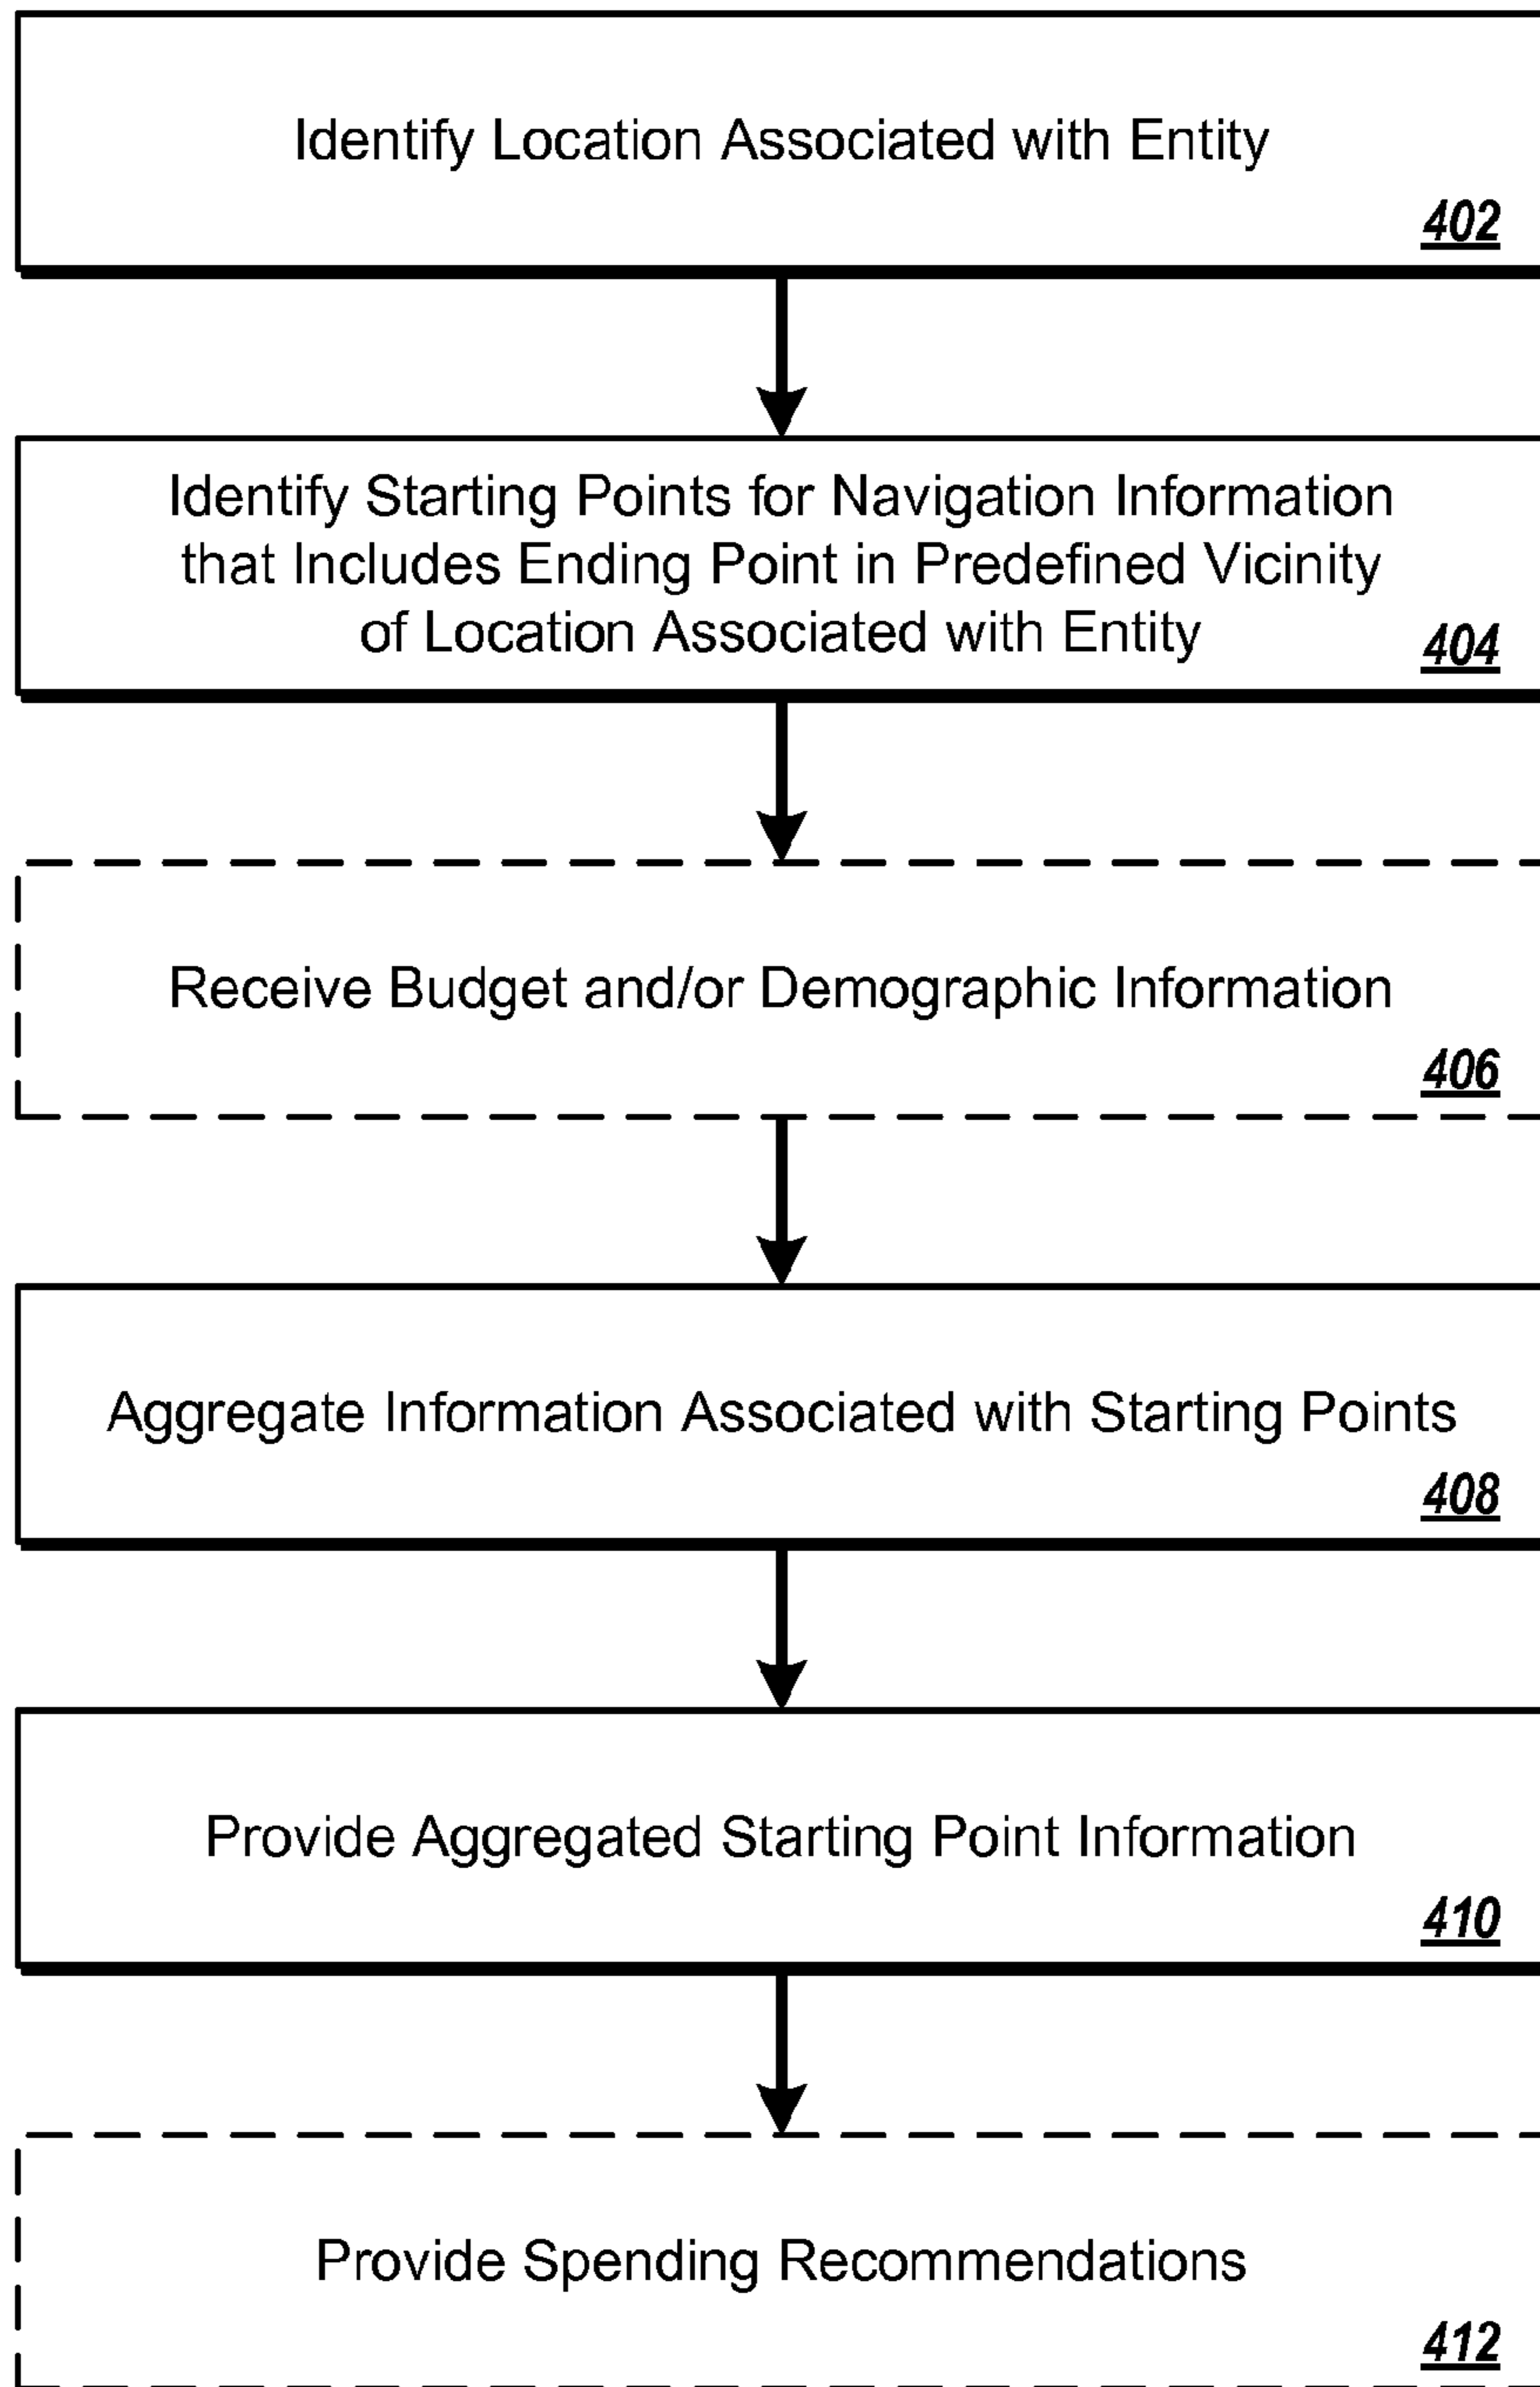 Identify Location Associated with Entity
402
Identify Starting Points for Navigation Information
that Includes Ending Point in Predefined Vicinity
of Location Associated with Entity
404
Receive Budget and/or Demographic Information
406
Aggregate Information Associated with Starting Points
408
Provide Aggregated Starting Point Information
410
Provide Spending Recommendations
412